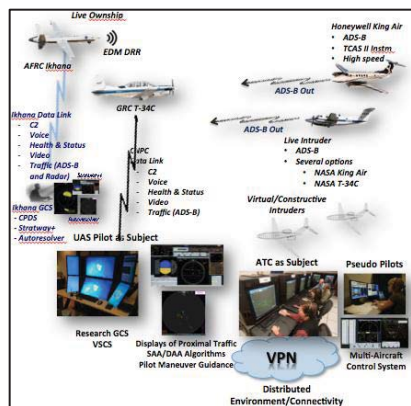 Live Ownship
EDM DRR
AFRC Ikhana
GRC T-34C
Honeywell King Air
• ADS-B
• TCAS II Instm
• High speed
ADS-B Out
ADS-B Out
Live Intruder
• ADS-B
• Several options
• NASA King Air
• NASA T-34C
Virtual/Constructive
Intruders
Ikhana Data Link
- C2
- Voice
- Health & Status
- Video
- Traffic (ADS-B
and Radar)
CNPC
Data Link
- C2
- Voice
- Health & Status
- Video
- Traffic (ADS-B)
Ikhana GCS
- CPDS
- Stratway+
- Autoresolver
UAS Pilot as Subject
ATC as Subject
Pseudo Pilots
Research GCS
VSCS
Displays of Proximal Traffic
SAA/DAA Algorithms
Pilot Maneuver Guidance
VPN
Distributed
Environment/Connectivity
Multi-Aircraft
Control System